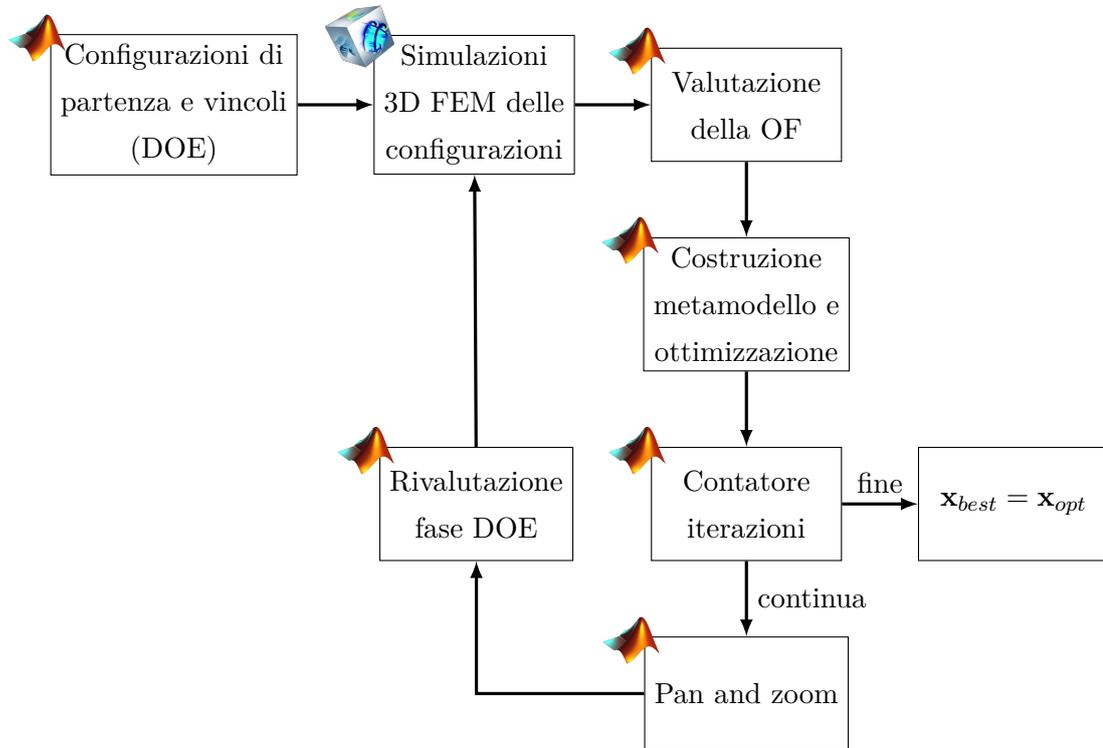 Configurazioni di
partenza e vincoli
(DOE)
Simulazioni
3D FEM delle
configurazioni
Valutazione
della OF
Costruzione
metamodello e
ottimizzazione
Contatore
iterazioni
fine
x_best = x_opt
continua
Pan and zoom
Rivalutazione
fase DOE